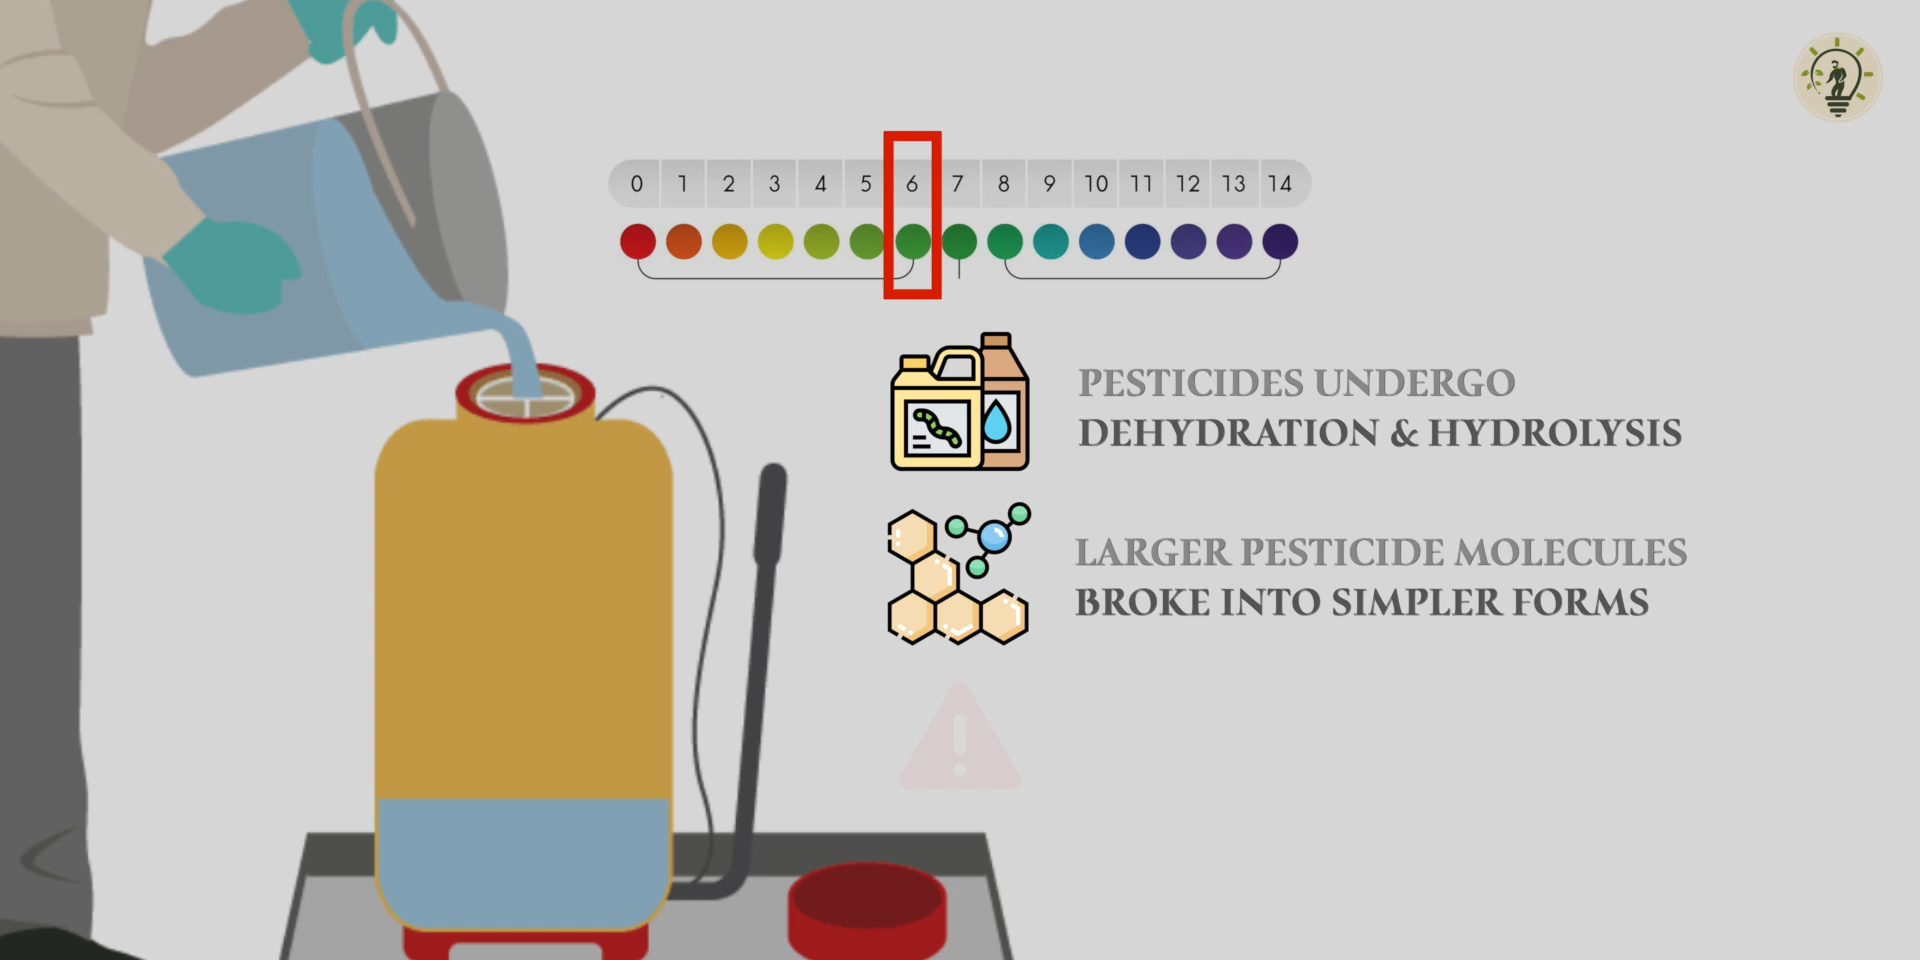 0 1 2 3 4 5 6 7 8 9 10 11 12 13 14
PESTICIDES UNDERGO
DEHYDRATION & HYDROLYSIS
LARGER PESTICIDE MOLECULES
BROKE INTO SIMPLER FORMS